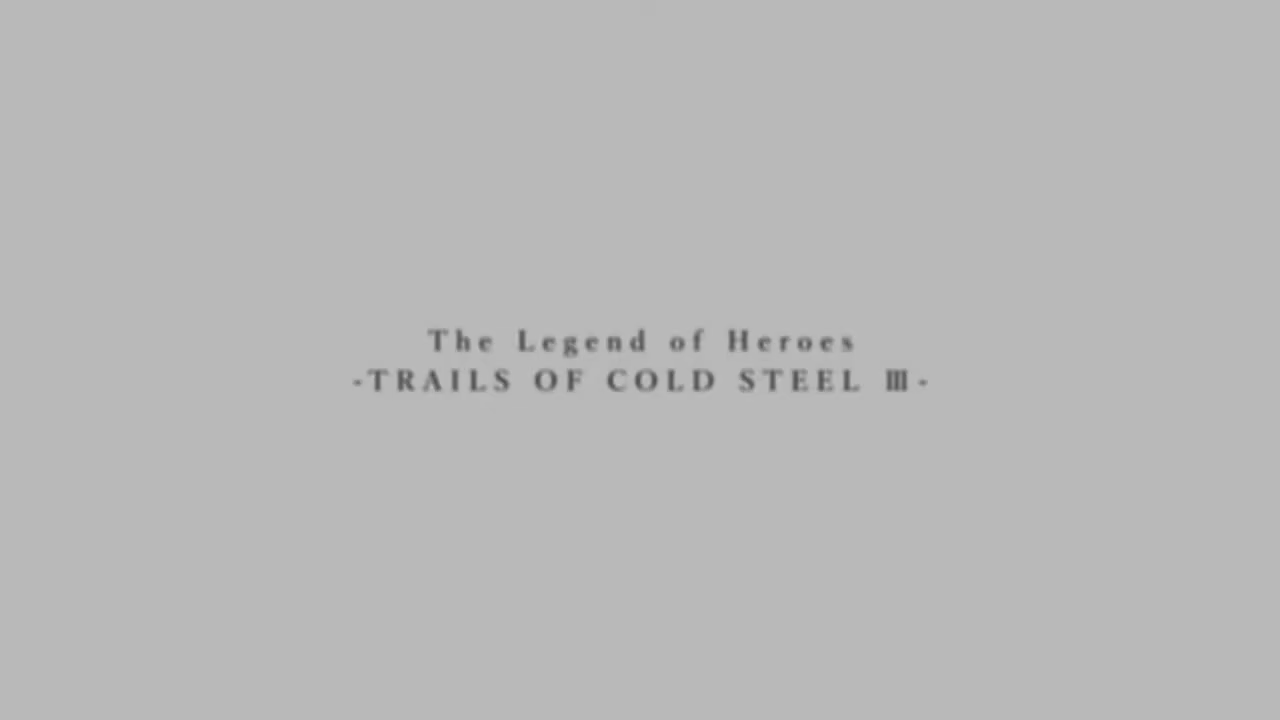 The Legend of Heroes
-TRAILS OF COLD STEEL Ⅲ-